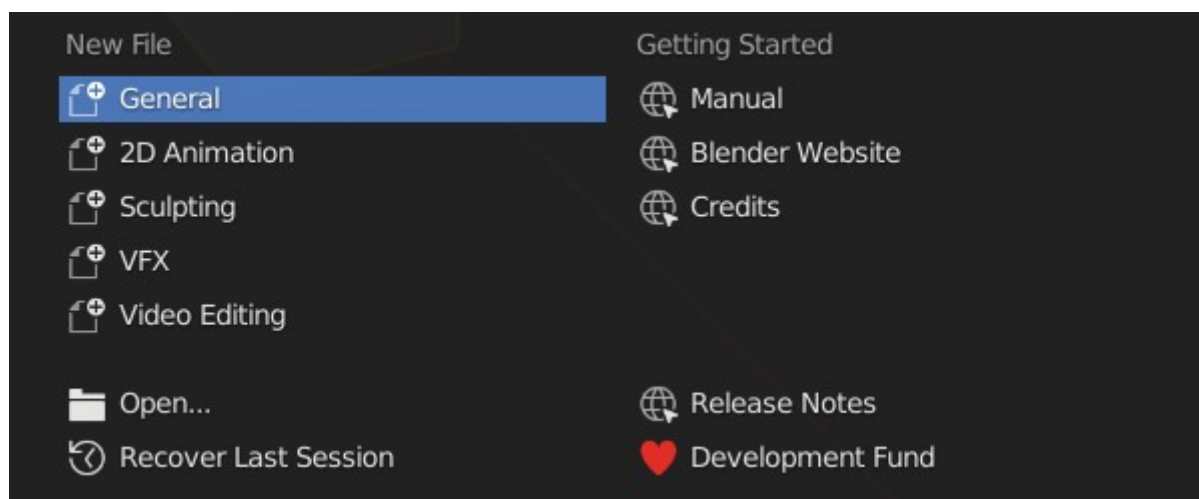 New File
General
2D Animation
Sculpting
VFX
Video Editing
Open...
Recover Last Session
Getting Started
Manual
Blender Website
Credits
Release Notes
Development Fund